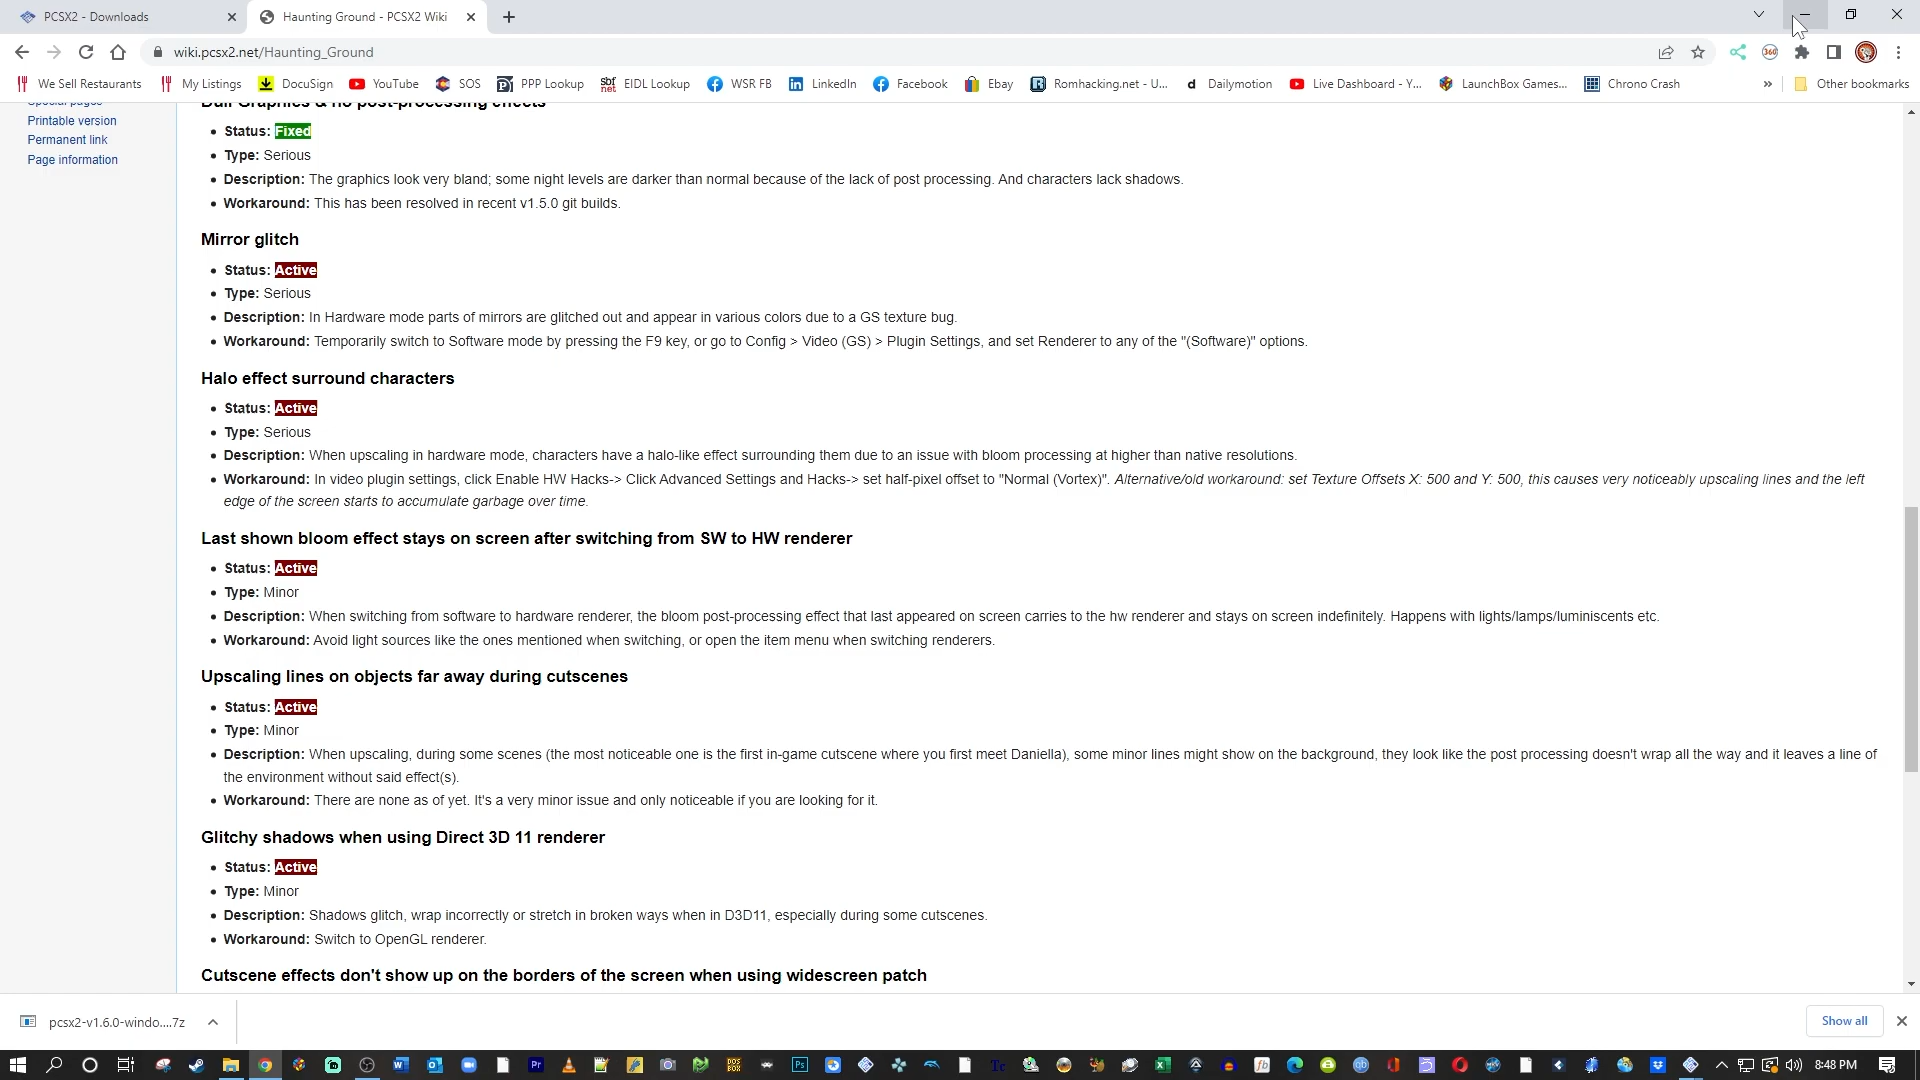 PCSX2 - Downloads
Haunting Ground - PCSX2 Wiki
wiki.pcsx2.net/Haunting_Ground
360
We Sell Restaurants
My Listings
DocuSign
YouTube
SOS
PPP Lookup
sbf net
EIDL Lookup
WSR FB
LinkedIn
Facebook
Ebay
Romhacking.net - U...
d Dailymotion
Live Dashboard - Y...
LaunchBox Games...
Chrono Crash
»
Other bookmarks
Special pages
Printable version
Permanent link
Page information
Dull Graphics & no post-processing effects
Status: Fixed
Type: Serious
Description: The graphics look very bland; some night levels are darker than normal because of the lack of post processing. And characters lack shadows.
Workaround: This has been resolved in recent v1.5.0 git builds.
Mirror glitch
Status: Active
Type: Serious
Description: In Hardware mode parts of mirrors are glitched out and appear in various colors due to a GS texture bug.
Workaround: Temporarily switch to Software mode by pressing the F9 key, or go to Config > Video (GS) > Plugin Settings, and set Renderer to any of the "(Software)" options.
Halo effect surround characters
Status: Active
Type: Serious
Description: When upscaling in hardware mode, characters have a halo-like effect surrounding them due to an issue with bloom processing at higher than native resolutions.
Workaround: In video plugin settings, click Enable HW Hacks-> Click Advanced Settings and Hacks-> set half-pixel offset to "Normal (Vortex)". Alternative/old workaround: set Texture Offsets X: 500 and Y: 500, this causes very noticeably upscaling lines and the left
edge of the screen starts to accumulate garbage over time.
Last shown bloom effect stays on screen after switching from SW to HW renderer
Status: Active
Type: Minor
Description: When switching from software to hardware renderer, the bloom post-processing effect that last appeared on screen carries to the hw renderer and stays on screen indefinitely. Happens with lights/lamps/luminiscents etc.
Workaround: Avoid light sources like the ones mentioned when switching, or open the item menu when switching renderers.
Upscaling lines on objects far away during cutscenes
Status: Active
Type: Minor
Description: When upscaling, during some scenes (the most noticeable one is the first in-game cutscene where you first meet Daniella), some minor lines might show on the background, they look like the post processing doesn't wrap all the way and it leaves a line of
the environment without said effect(s).
Workaround: There are none as of yet. It's a very minor issue and only noticeable if you are looking for it.
Glitchy shadows when using Direct 3D 11 renderer
Status: Active
Type: Minor
Description: Shadows glitch, wrap incorrectly or stretch in broken ways when in D3D11, especially during some cutscenes.
Workaround: Switch to OpenGL renderer.
Cutscene effects don't show up on the borders of the screen when using widescreen patch
pcsx2-v1.6.0-windo....7z
Show all
8:48 PM